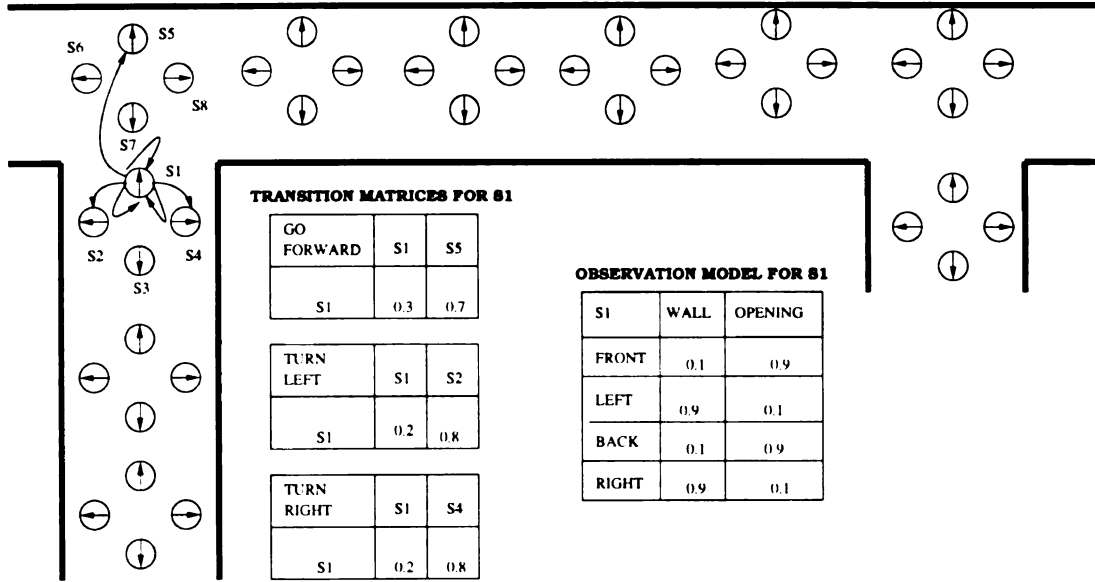 S5
S6
S8
S7
S1
S2
S4
S3
TRANSITION MATRICES FOR S1
GO
FORWARD S1 S5
S1 0.3 0.7
TURN
LEFT S1 S2
S1 0.2 0.8
TURN
RIGHT S1 S4
S1 0.2 0.8
OBSERVATION MODEL FOR S1
S1 WALL OPENING
FRONT 0.1 0.9
LEFT 0.9 0.1
BACK 0.1 0.9
RIGHT 0.9 0.1